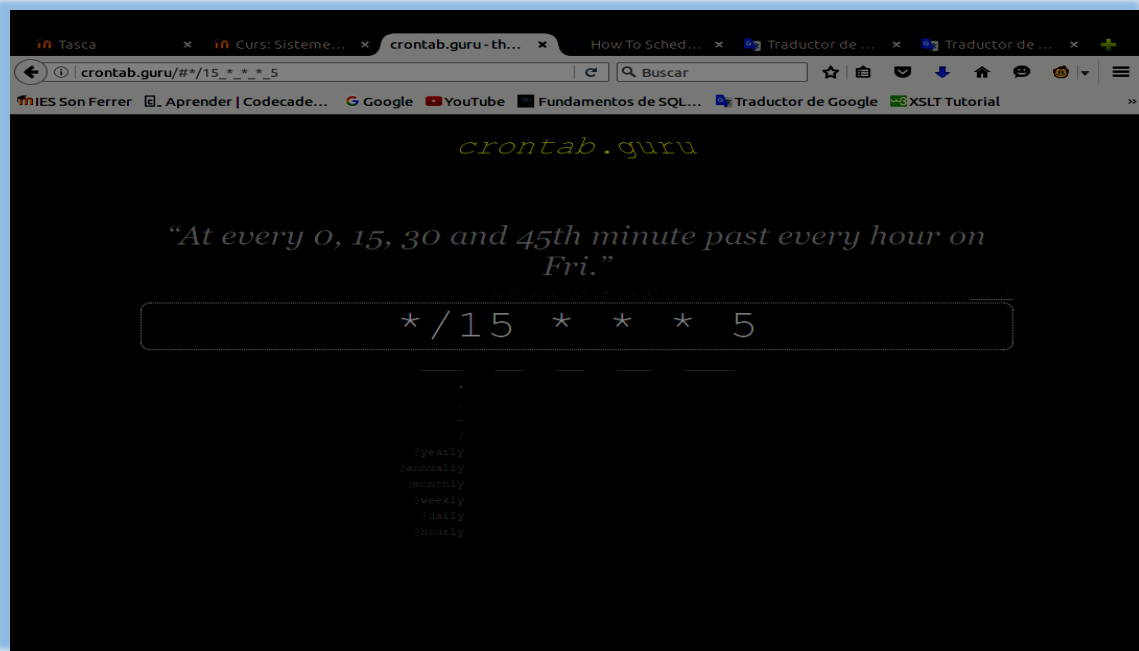 Tasca × Curs: Sisteme... × crontab.guru - th... × How To Sched... × Traductor de ... × Traductor de ... ×
crontab.guru/#*/15_*_*_*_5 Buscar
IES Son Ferrer Aprender | Codecade... Google YouTube Fundamentos de SQL... Traductor de Google XSLT Tutorial »
crontab.guru
“At every 0, 15, 30 and 45th minute past every hour on
Fri.”
*/15 * * * 5
*
,
-
/
@yearly
@annually
@monthly
@weekly
@daily
@hourly